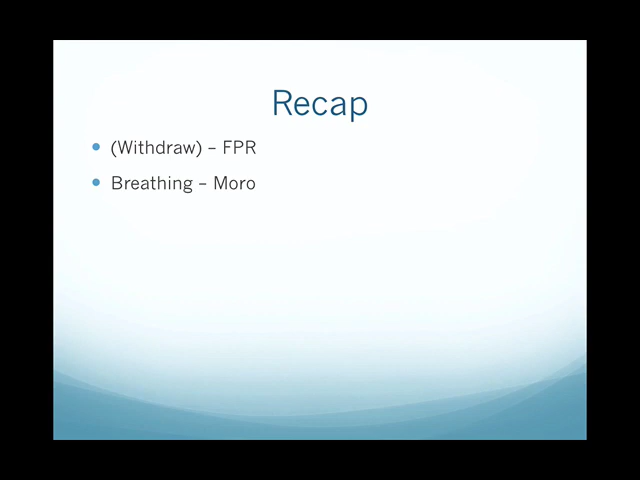 Recap
• (Withdraw) – FPR
• Breathing – Moro